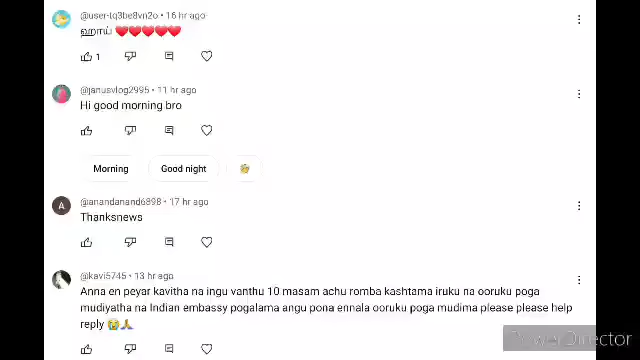 @user-tq3be8vn2o • 16 hr ago
ஹாய் ❤️❤️❤️❤️❤️
1
@janusvlog2995 • 11 hr ago
Hi good morning bro
Morning Good night
@anandanand6898 • 17 hr ago
A
Thanksnews
@kavi5745 • 13 hr ago
Anna en peyar kavitha na ingu vanthu 10 masam achu romba kashtama iruku na ooruku poga
mudiyatha na Indian embassy pogalama angu pona ennala ooruku poga mudima please please help
reply 😭🙏
PowerDirector